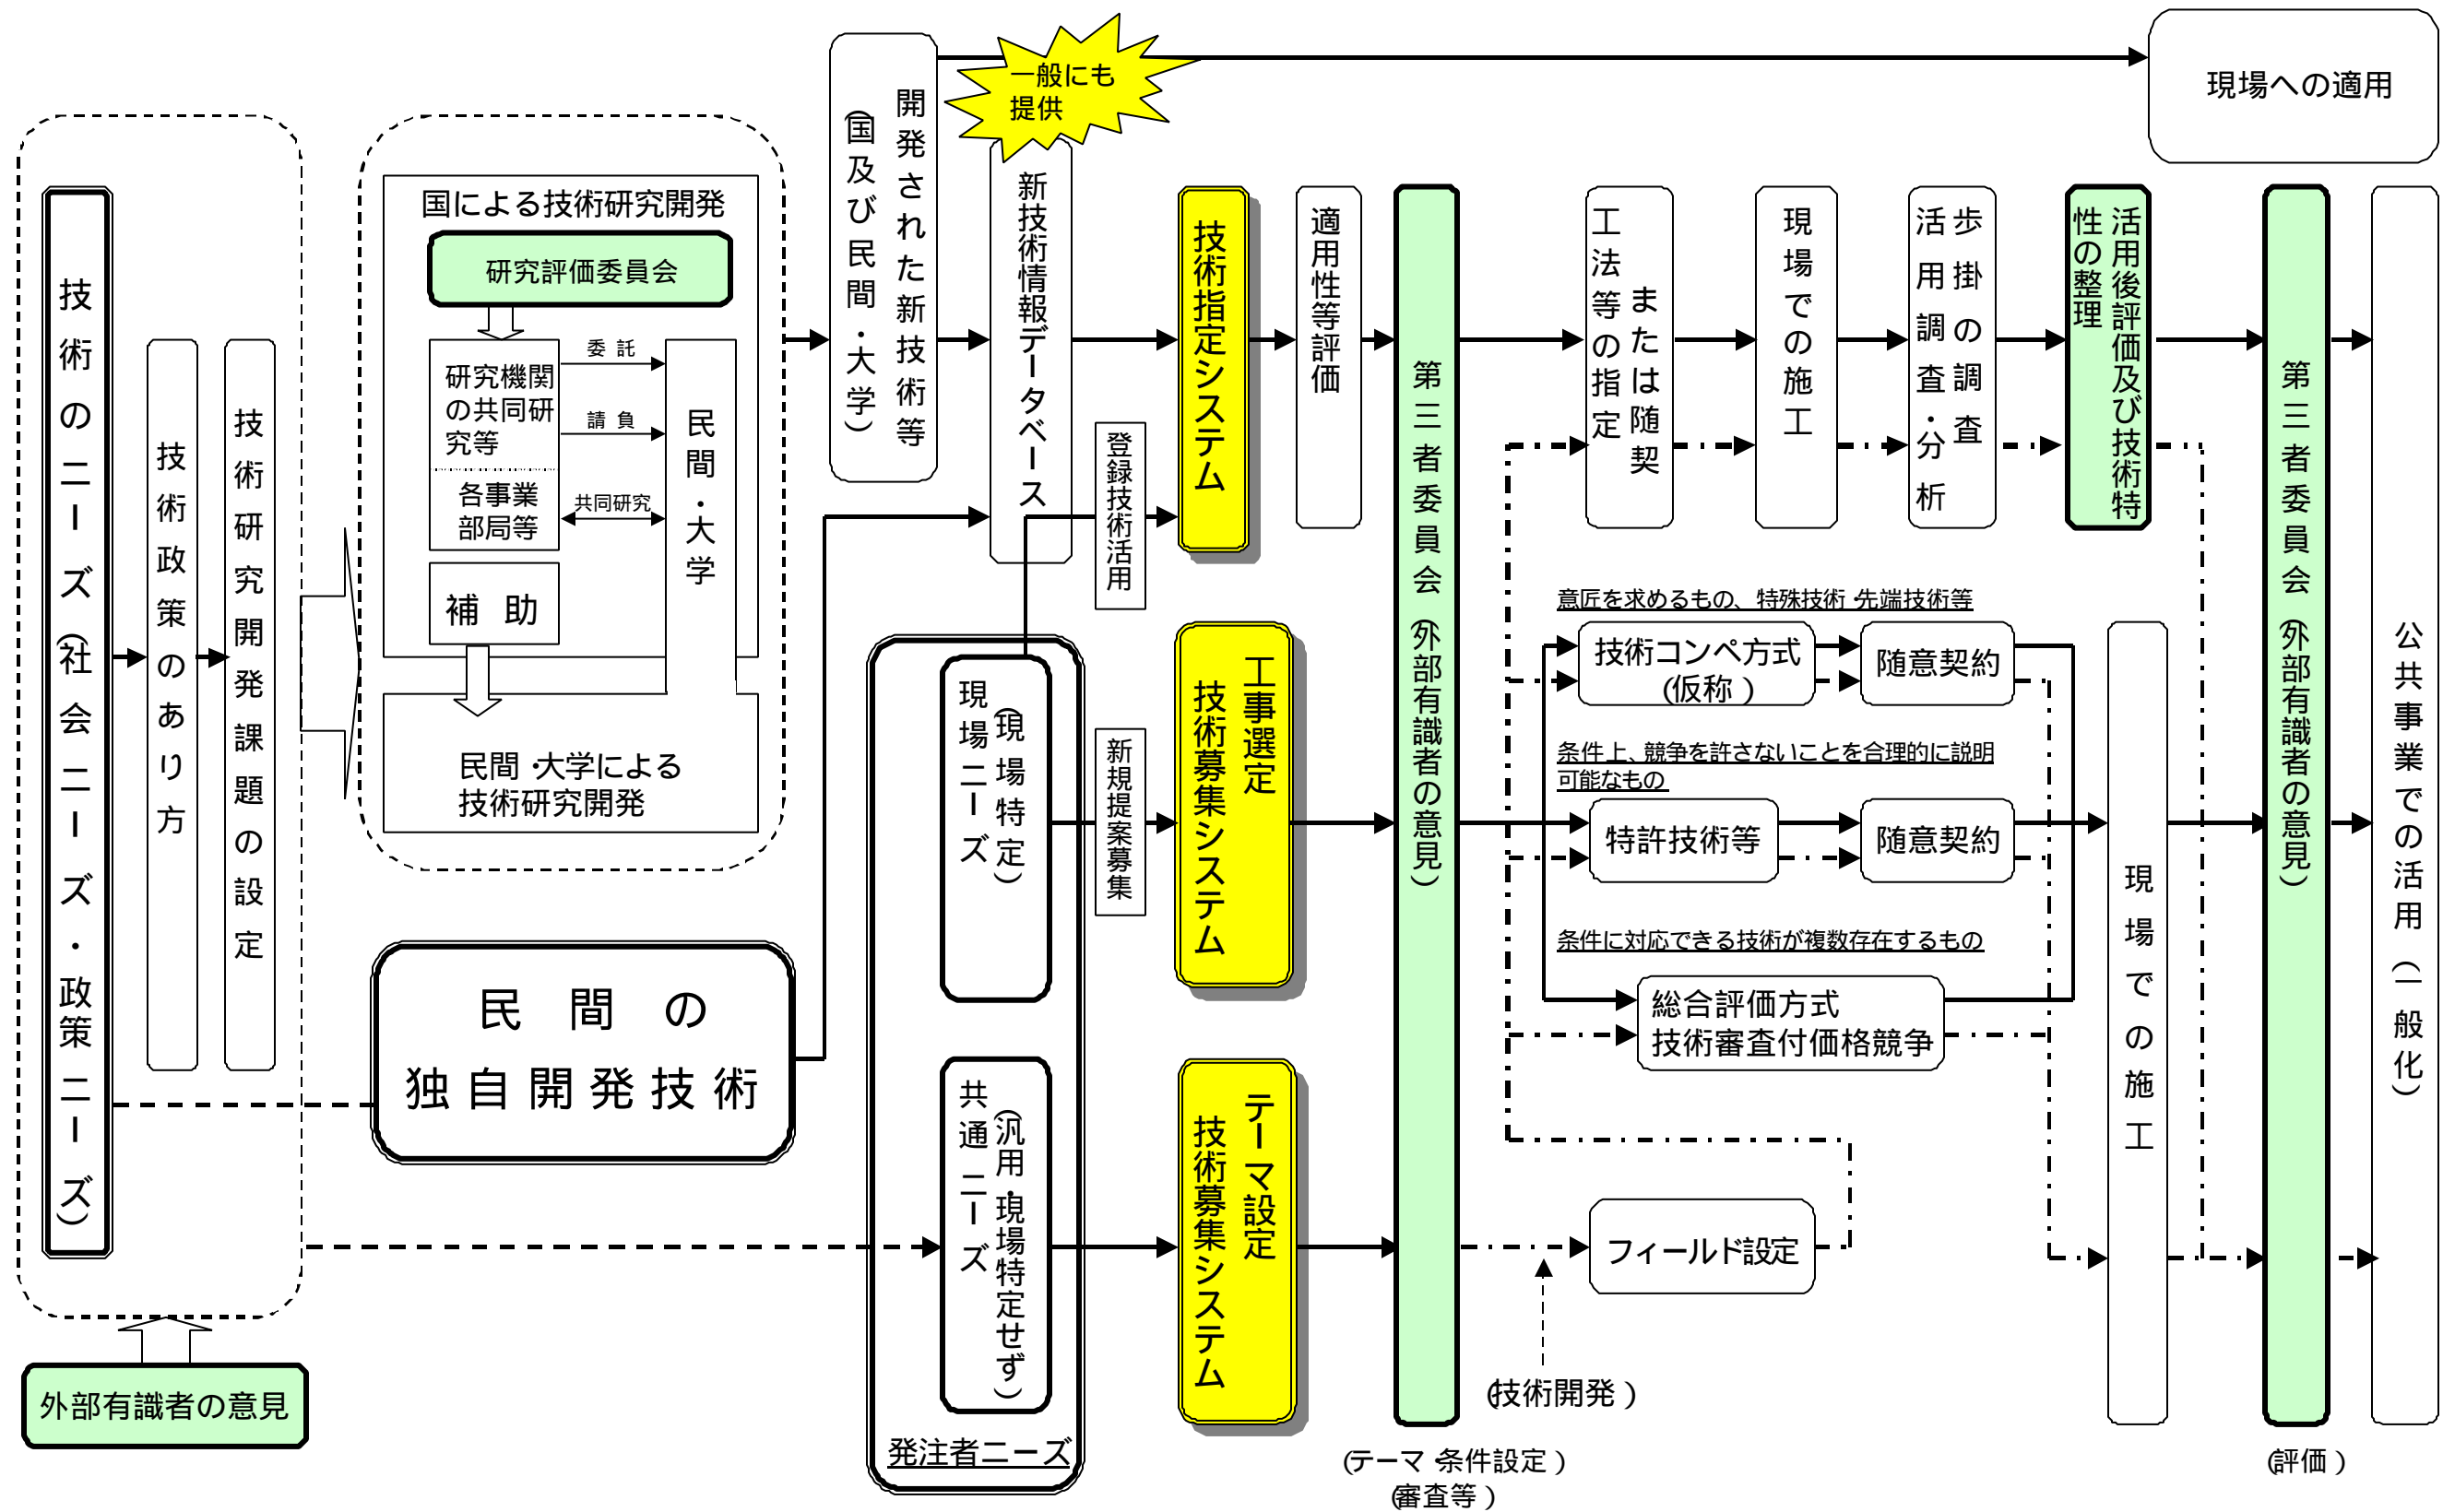 技術のニーズ（社会ニーズ・政策ニーズ）
技術政策のあり方
技術研究開発課題の設定
外部有識者の意見
国による技術研究開発
研究評価委員会
研究機関
の共同研
究等
各事業
部局等
委 託
請 負
共同研究
民間・大学
補 助
民間・大学による
技術研究開発
民 間 の
独 自 開 発 技 術
開発された新技術等
（国及び民間・大学）
一般にも
提供
新技術情報データベース
登録技術活用
新規提案募集
現場ニーズ
（現場特定）
共通ニーズ
（汎用・現場特定せず）
発注者ニーズ
技術指定システム
工事選定
技術募集システム
テーマ設定
技術募集システム
適用性等評価
第三者委員会（外部有識者の意見）
（テーマ・条件設定）
（審査等）
工法等の指定
または随契
現場での施工
歩掛の調査
活用調査・分析
活用後評価及び技術特
性の整理
現場への適用
意匠を求めるもの、特殊技術・先端技術等
技術コンペ方式
（仮称）
随意契約
条件上、競争を許さないことを合理的に説明
可能なもの
特許技術等
随意契約
条件に対応できる技術が複数存在するもの
総合評価方式
技術審査付価格競争
フィールド設定
（技術開発）
現場での施工
第三者委員会（外部有識者の意見）
（評価）
公共事業での活用（一般化）